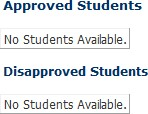 Approved Students
No Students Available.
Disapproved Students
No Students Available.